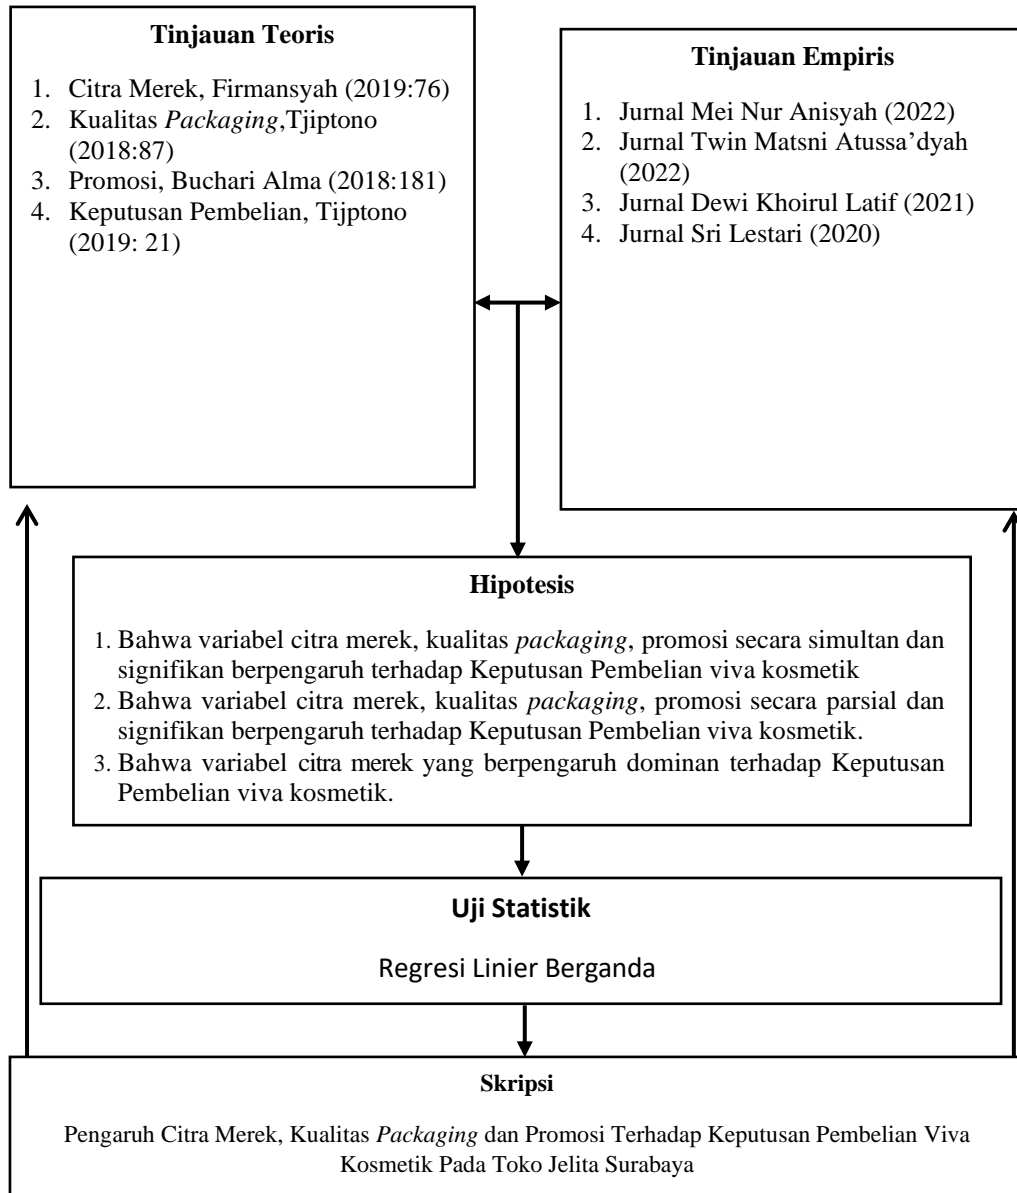 Tinjauan Teoris
1. Citra Merek, Firmansyah (2019:76)
2. Kualitas Packaging,Tjiptono
(2018:87)
3. Promosi, Buchari Alma (2018:181)
4. Keputusan Pembelian, Tijptono
(2019: 21)
Tinjauan Empiris
1. Jurnal Mei Nur Anisyah (2022)
2. Jurnal Twin Matsni Atussa’dyah
(2022)
3. Jurnal Dewi Khoirul Latif (2021)
4. Jurnal Sri Lestari (2020)
Hipotesis
1. Bahwa variabel citra merek, kualitas packaging, promosi secara simultan dan
signifikan berpengaruh terhadap Keputusan Pembelian viva kosmetik
2. Bahwa variabel citra merek, kualitas packaging, promosi secara parsial dan
signifikan berpengaruh terhadap Keputusan Pembelian viva kosmetik.
3. Bahwa variabel citra merek yang berpengaruh dominan terhadap Keputusan
Pembelian viva kosmetik.
Uji Statistik
Regresi Linier Berganda
Skripsi
Pengaruh Citra Merek, Kualitas Packaging dan Promosi Terhadap Keputusan Pembelian Viva
Kosmetik Pada Toko Jelita Surabaya